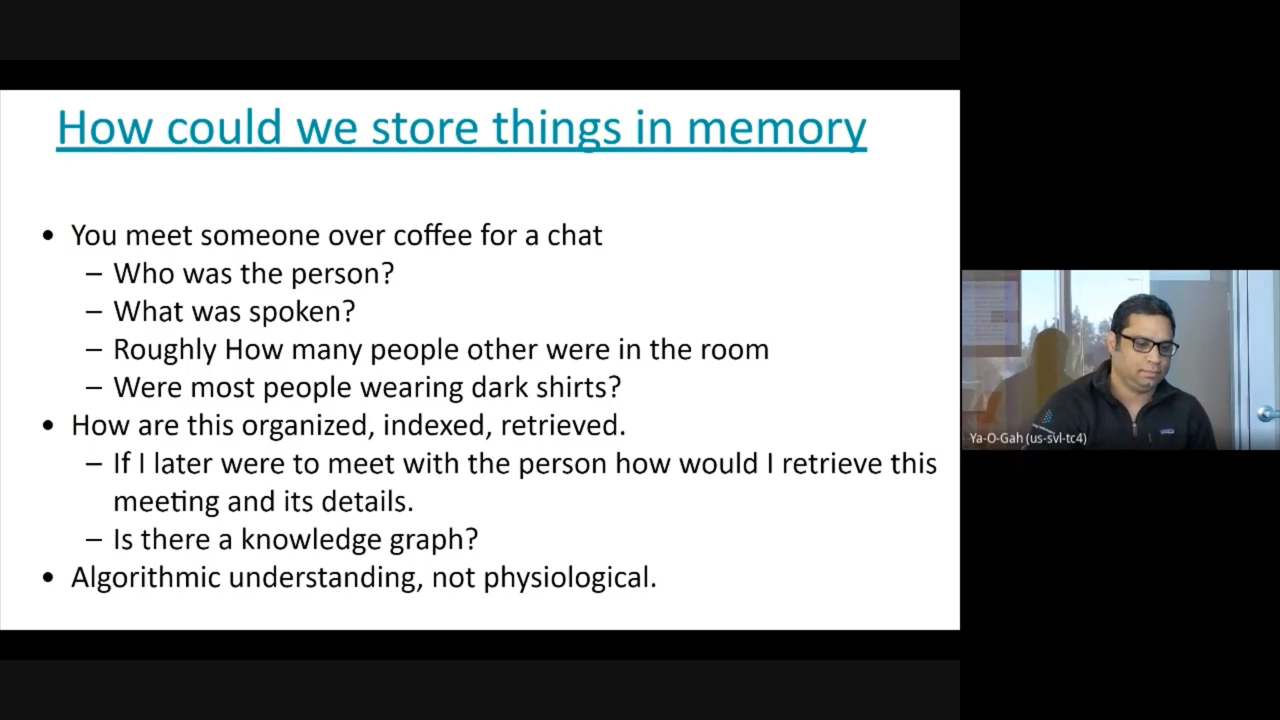 How could we store things in memory
• You meet someone over coffee for a chat
– Who was the person?
– What was spoken?
– Roughly How many people other were in the room
– Were most people wearing dark shirts?
• How are this organized, indexed, retrieved.
– If I later were to meet with the person how would I retrieve this
meeting and its details.
– Is there a knowledge graph?
• Algorithmic understanding, not physiological.
Ya-O-Gah (us-svl-tc4)